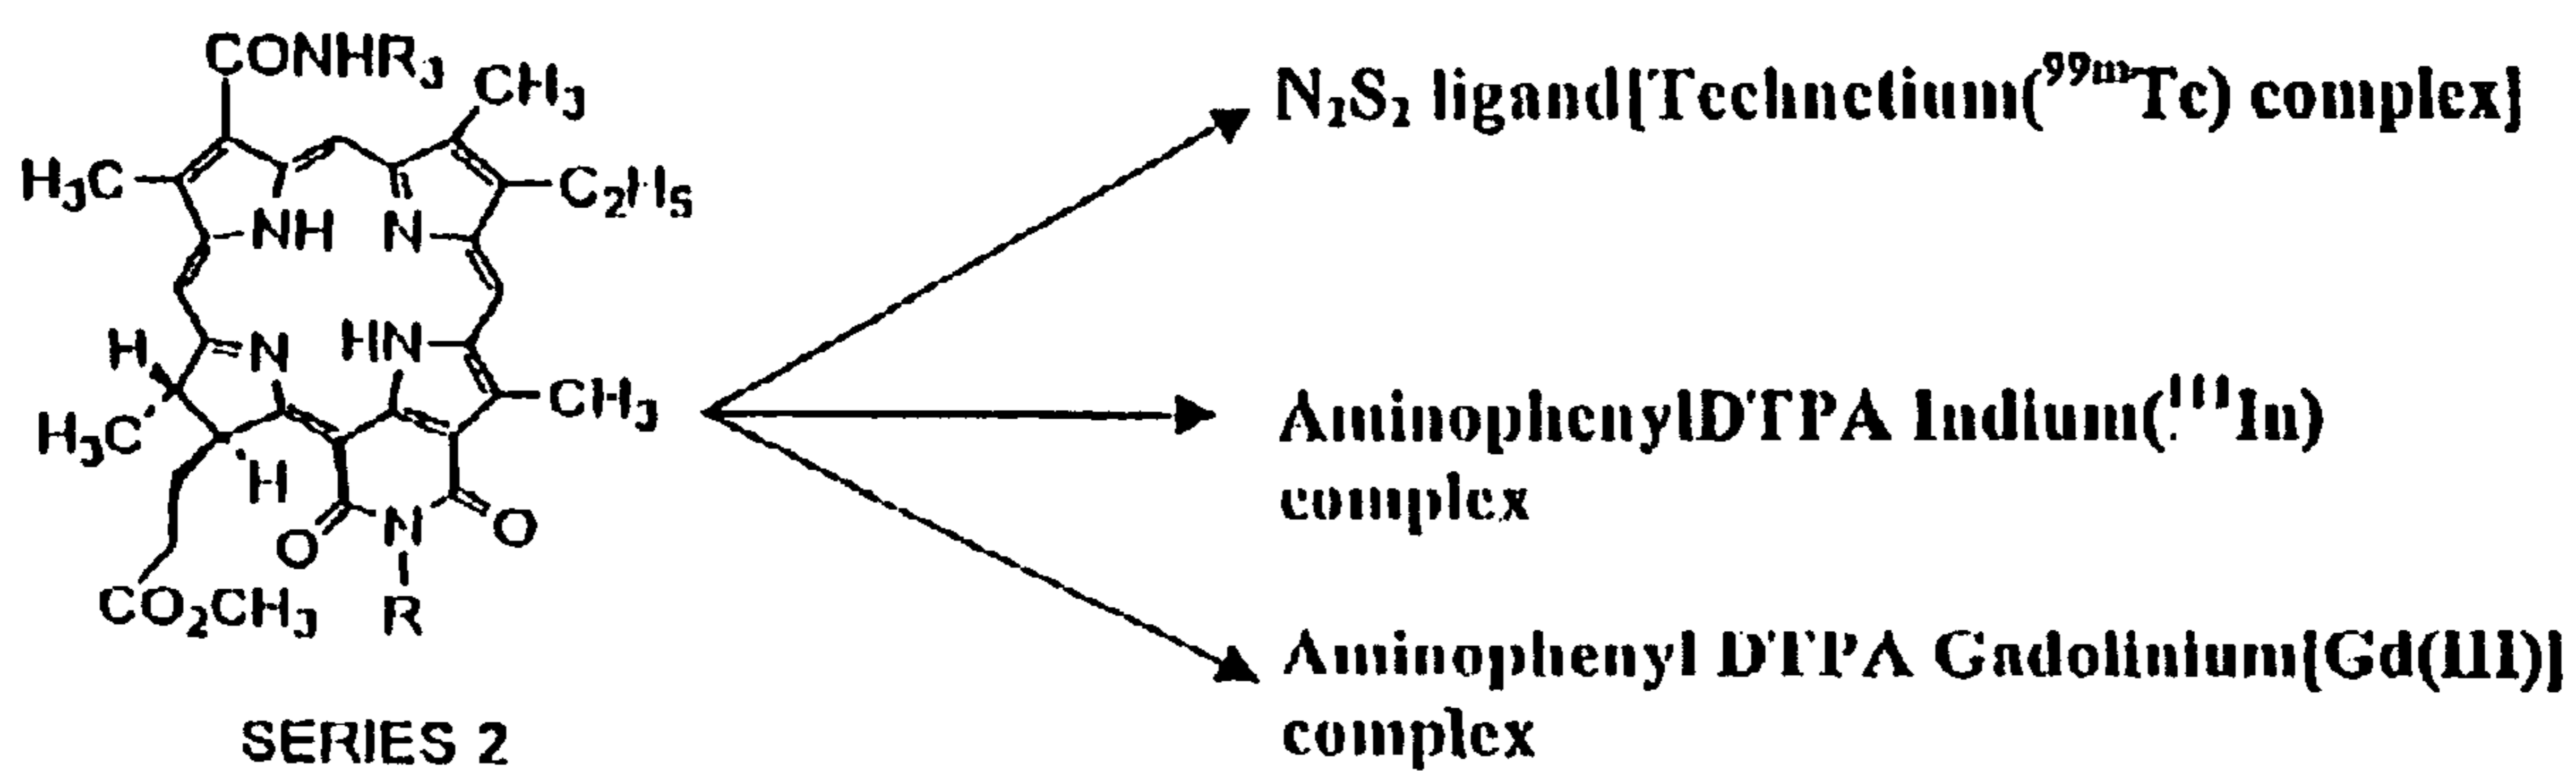 CONHR₃
CH₃
H₃C
C₂H₅
NH
N
N
HN
H
CH₃
H₃C
H
O
N
O
CO₂CH₃
R
SERIES 2
N₂S₂ ligand[Technetium(⁹⁹ᵐTc) complex]
AminophenylDTPA Indium(¹¹¹In)
complex
Aminophenyl DTPA Gadolinium[Gd(III)]
complex